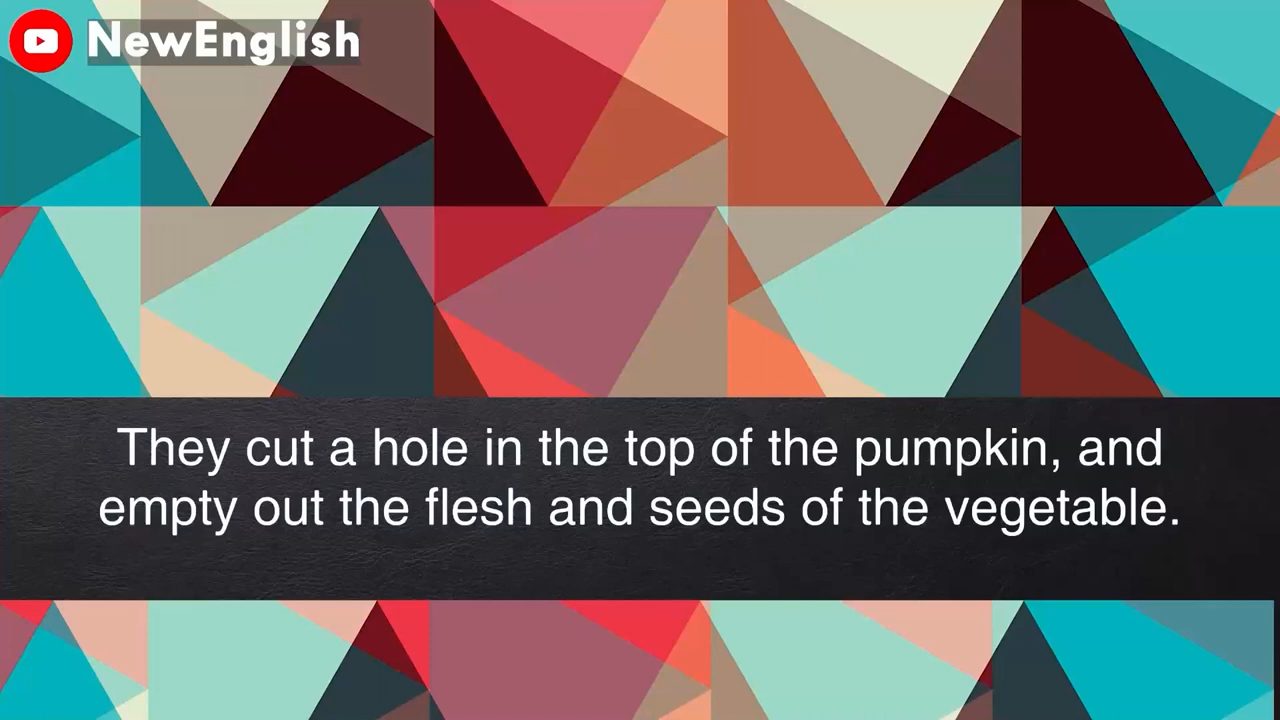 NewEnglish
They cut a hole in the top of the pumpkin, and
empty out the flesh and seeds of the vegetable.